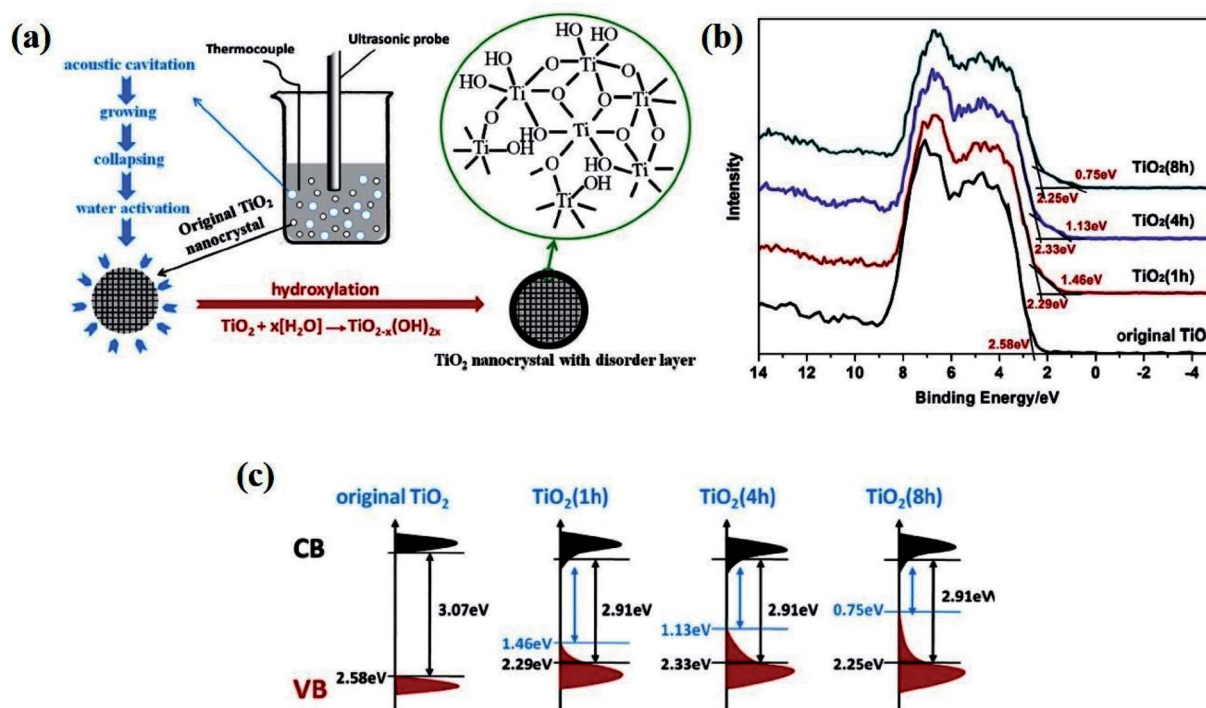 (a)
Thermocouple
Ultrasonic probe
acoustic cavitation
growing
collapsing
water activation
Original TiO₂
nanocrystal
hydroxylation
TiO₂ + x[H₂O] → TiO₂₋ₓ(OH)₂ₓ
HO HO HO
HO Ti O Ti O
HO Ti O O Ti
O OH O O O
Ti OH Ti O
O HO Ti
Ti OH
TiO₂ nanocrystal with disorder layer
(b)
Intensity
0.75eV
TiO₂(8h)
2.25eV
1.13eV
TiO₂(4h)
2.33eV
1.46eV
TiO₂(1h)
2.29eV
2.58eV
original TiO
14 12 10 8 6 4 2 0 -2 -4
Binding Energy/eV
(c)
original TiO₂ TiO₂(1h) TiO₂(4h) TiO₂(8h)
CB
3.07eV 2.91eV 2.91eV 2.91eV
1.46eV 1.13eV 0.75eV
2.58eV 2.29eV 2.33eV 2.25eV
VB